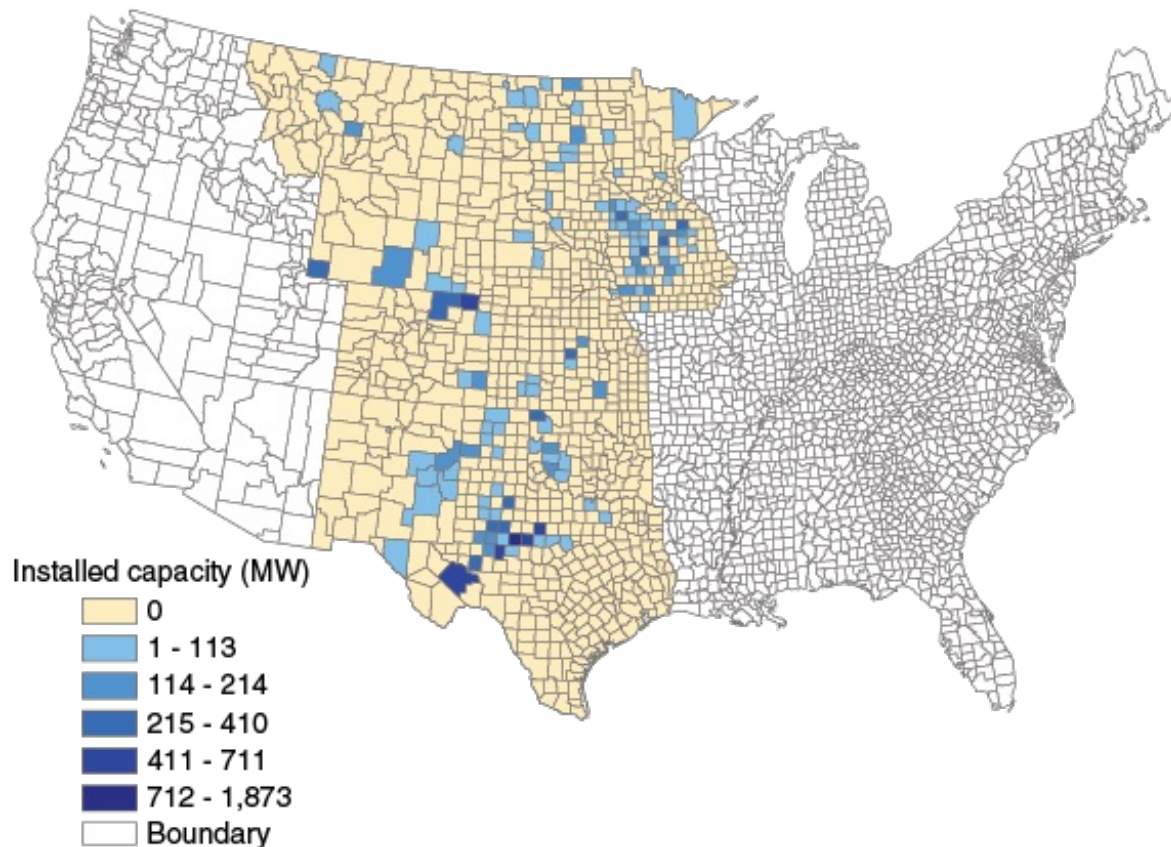 Installed capacity (MW)
0
1 - 113
114 - 214
215 - 410
411 - 711
712 - 1,873
Boundary